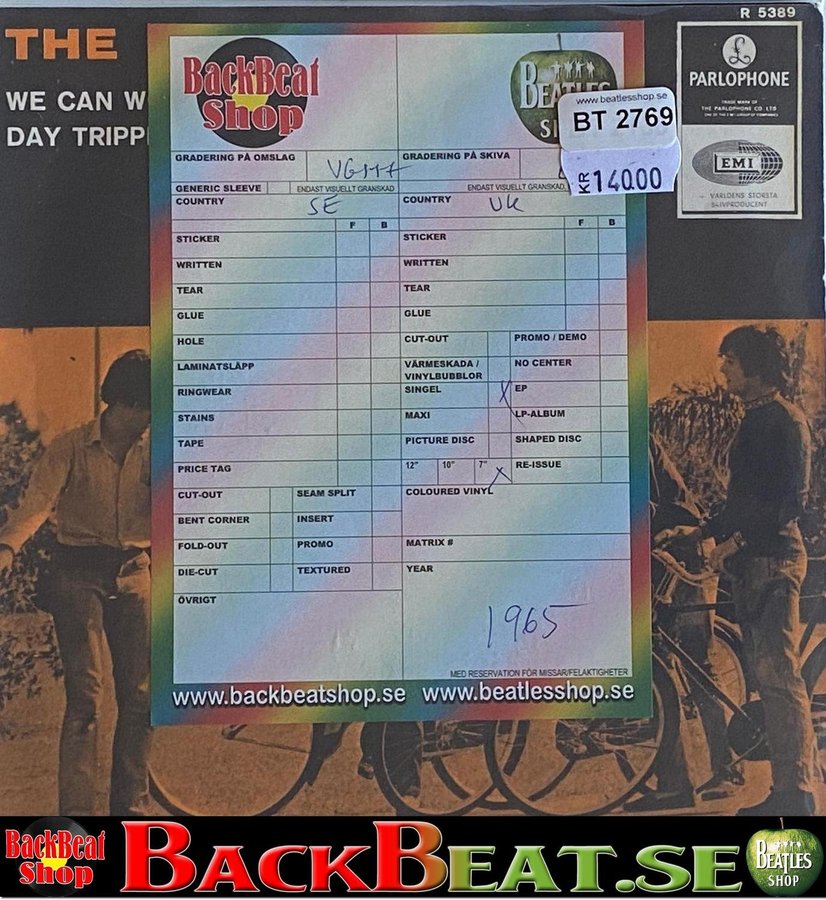 R 5389
THE
WE CAN W
DAY TRIPP
£
PARLOPHONE
TRADE MARK OF
THE PARLOPHONE CO. LTD
EMI
VÄRLDENS STÖRSTA
SKIVPRODUCENT
BACKBEAT
SHOP
BEATLES
www.beatlesshop.se
BT 2769
KR 140.00
GRADERING PÅ OMSLAG
GRADERING PÅ SKIVA
GENERIC SLEEVE ENDAST VISUELLT GRANSKAD
ENDAST VISUELLT GRANSKAD.
COUNTRY SE
COUNTRY UK
F B
F B
STICKER
WRITTEN
TEAR
GLUE
HOLE
LAMINATSLÄPP
RINGWEAR
STAINS
TAPE
PRICE TAG
CUT-OUT SEAM SPLIT
BENT CORNER INSERT
FOLD-OUT PROMO
DIE-CUT TEXTURED
ÖVRIGT
STICKER
WRITTEN
TEAR
GLUE
CUT-OUT PROMO / DEMO
VÄRMESKADA / NO CENTER
VINYLBUBBLOR
SINGEL X EP
MAXI LP-ALBUM
PICTURE DISC SHAPED DISC
12" 10" 7" X RE-ISSUE
COLOURED VINYL
MATRIX #
YEAR
1965
MED RESERVATION FÖR MISSAR/FELAKTIGHETER
www.backbeatshop.se www.beatlesshop.se
BACKBEAT
SHOP
BACKBEAT.SE
BEATLES
SHOP